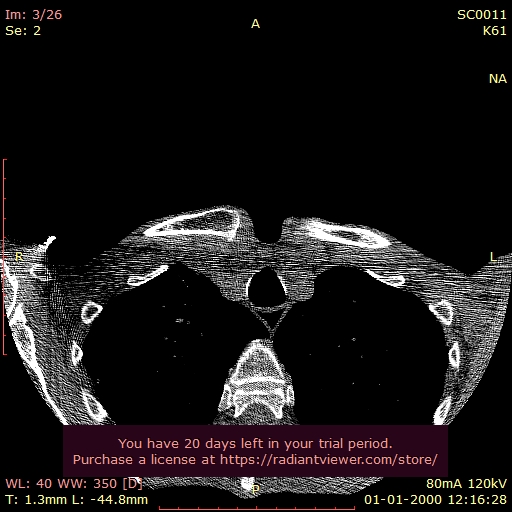 Im: 3/26
Se: 2
A
SC0011
K61
NA
R
L
You have 20 days left in your trial period.
Purchase a license at https://radiantviewer.com/store/
P
WL: 40 WW: 350 [D]
T: 1.3mm L: -44.8mm
80mA 120kV
01-01-2000 12:16:28